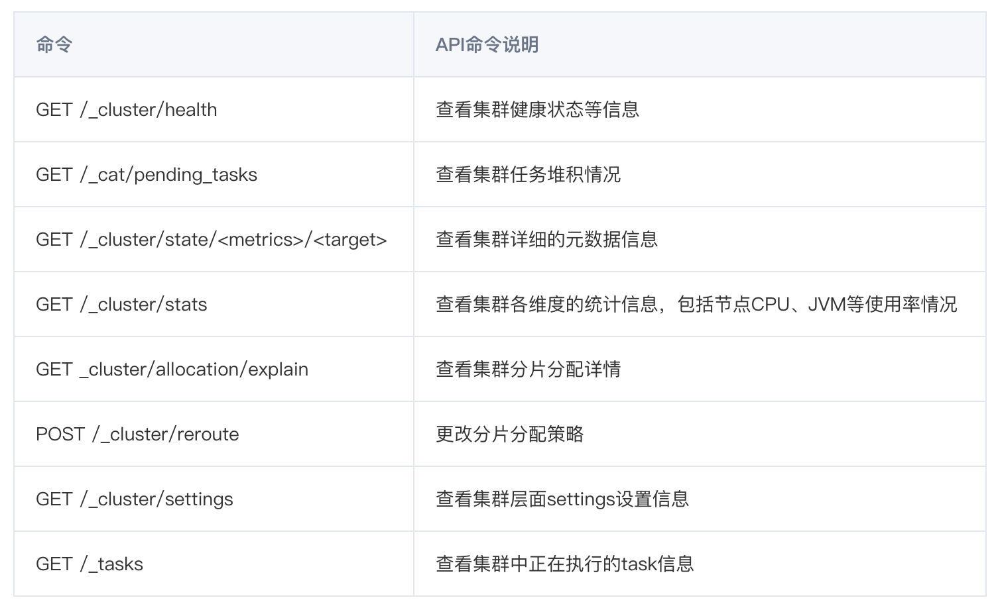 命令 API命令说明
GET /_cluster/health 查看集群健康状态等信息
GET /_cat/pending_tasks 查看集群任务堆积情况
GET /_cluster/state/<metrics>/<target> 查看集群详细的元数据信息
GET /_cluster/stats 查看集群各维度的统计信息，包括节点CPU、JVM等使用率情况
GET _cluster/allocation/explain 查看集群分片分配详情
POST /_cluster/reroute 更改分片分配策略
GET /_cluster/settings 查看集群层面settings设置信息
GET /_tasks 查看集群中正在执行的task信息